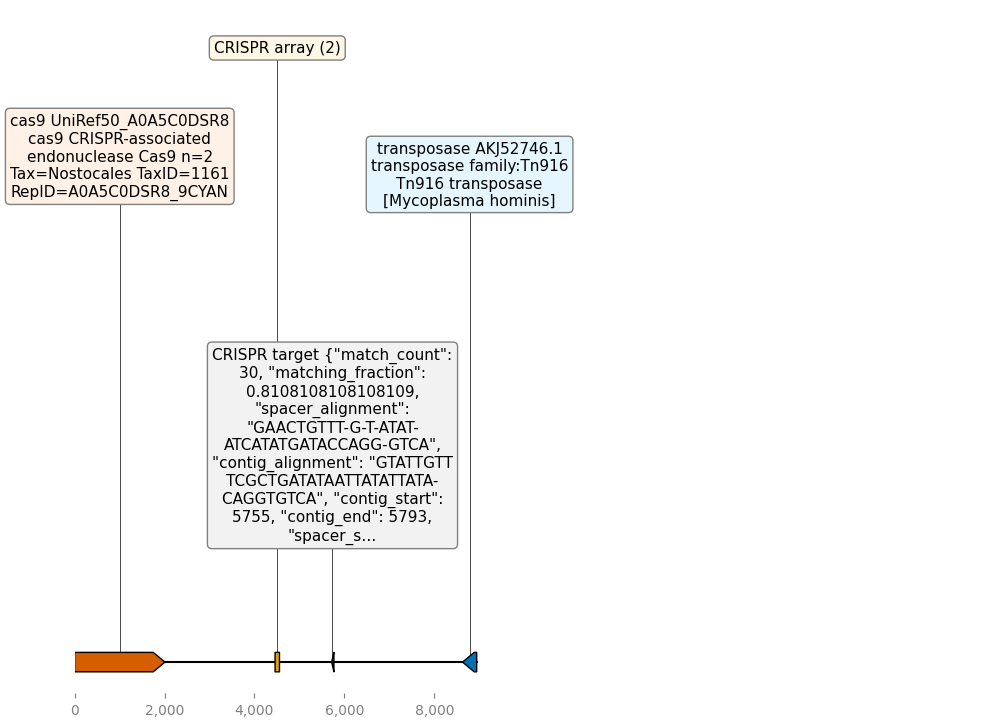 CRISPR array (2)
cas9 UniRef50_A0A5C0DSR8
cas9 CRISPR-associated
endonuclease Cas9 n=2
Tax=Nostocales TaxID=1161
RepID=A0A5C0DSR8_9CYAN
transposase AKJ52746.1
transposase family:Tn916
Tn916 transposase
[Mycoplasma hominis]
CRISPR target {"match_count":
30, "matching_fraction":
0.8108108108108109,
"spacer_alignment":
"GAACTGTTT-G-T-ATAT-
ATCATATGATACCAGG-GTCA",
"contig_alignment": "GTATTGTT
TCGCTGATATAATTATATTATA-
CAGGTGTCA", "contig_start":
5755, "contig_end": 5793,
"spacer_s...
0 2,000 4,000 6,000 8,000